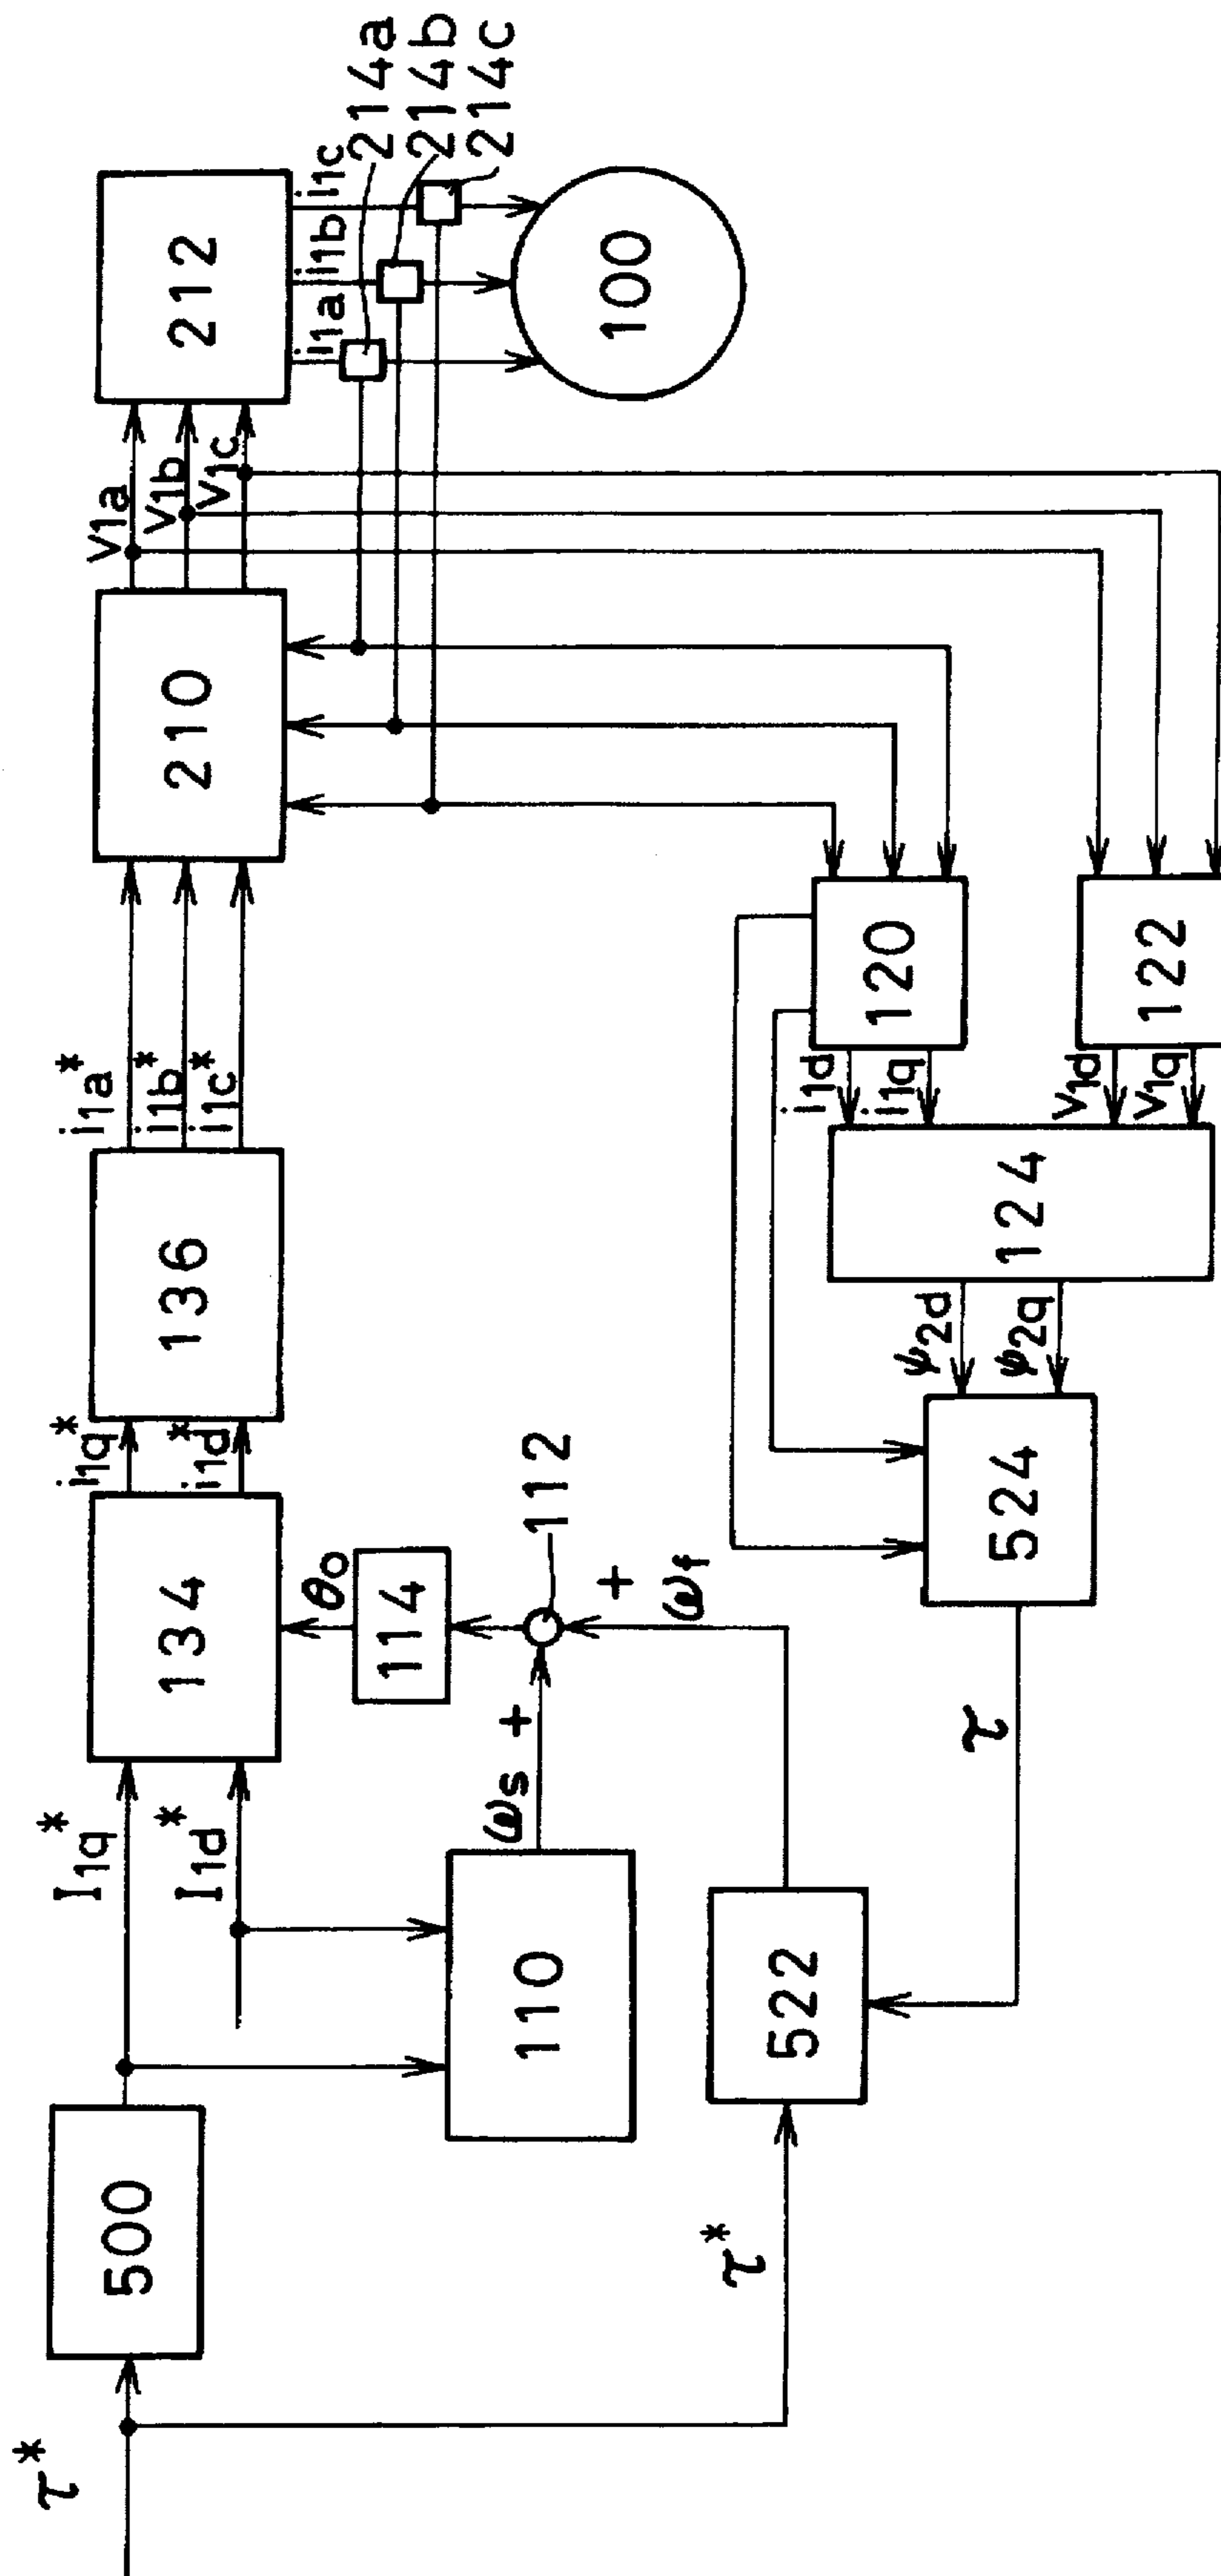 τ*
500
I1q*
I1d*
134
i1q*
i1d*
136
i1a*
i1b*
i1c*
210
v1a
v1b
v1c
212
i1a
i1b
i1c
214a
214b
214c
100
110
ωs
+
θ0
114
112
+
ωf
τ*
522
τ
524
ψ2d
ψ2q
124
i1d
i1q
120
v1d
v1q
122